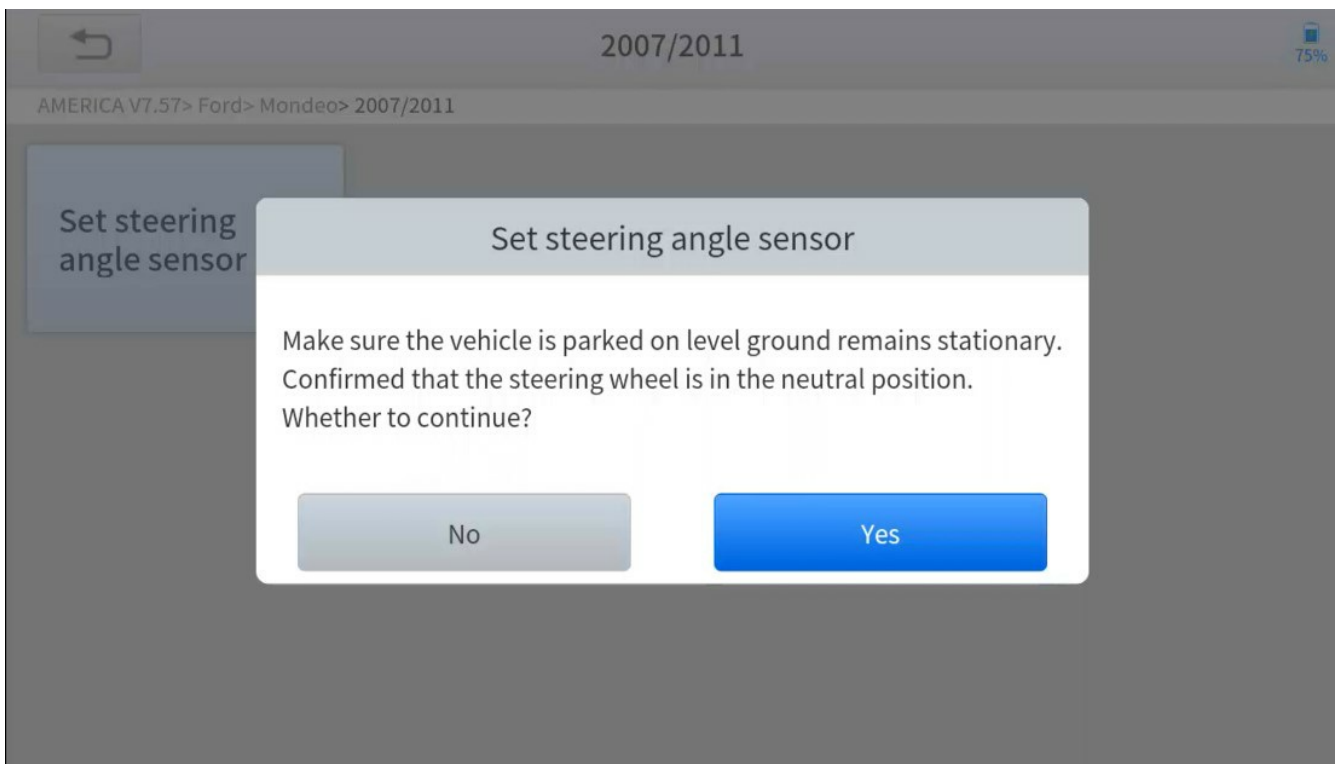 2007/2011
75%
AMERICA V7.57> Ford> Mondeo> 2007/2011
Set steering
angle sensor
Set steering angle sensor
Make sure the vehicle is parked on level ground remains stationary.
Confirmed that the steering wheel is in the neutral position.
Whether to continue?
No
Yes